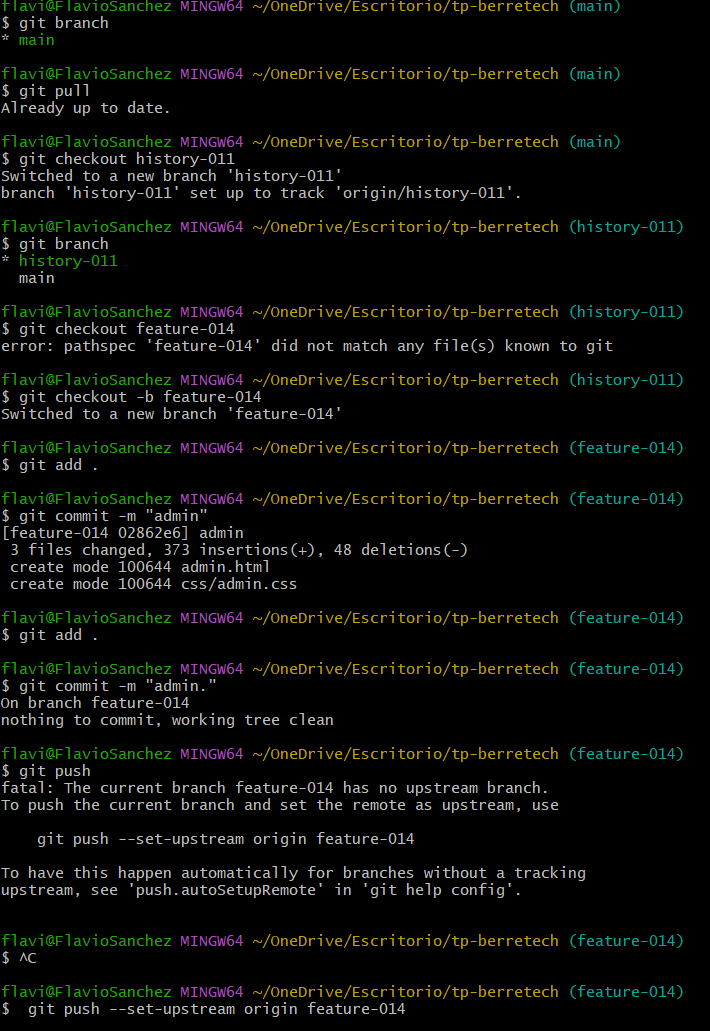 flavi@FlavioSanchez MINGW64 ~/OneDrive/Escritorio/tp-berretech (main)
$ git branch
* main
flavi@FlavioSanchez MINGW64 ~/OneDrive/Escritorio/tp-berretech (main)
$ git pull
Already up to date.
flavi@FlavioSanchez MINGW64 ~/OneDrive/Escritorio/tp-berretech (main)
$ git checkout history-011
Switched to a new branch 'history-011'
branch 'history-011' set up to track 'origin/history-011'.
flavi@FlavioSanchez MINGW64 ~/OneDrive/Escritorio/tp-berretech (history-011)
$ git branch
* history-011
  main
flavi@FlavioSanchez MINGW64 ~/OneDrive/Escritorio/tp-berretech (history-011)
$ git checkout feature-014
error: pathspec 'feature-014' did not match any file(s) known to git
flavi@FlavioSanchez MINGW64 ~/OneDrive/Escritorio/tp-berretech (history-011)
$ git checkout -b feature-014
Switched to a new branch 'feature-014'
flavi@FlavioSanchez MINGW64 ~/OneDrive/Escritorio/tp-berretech (feature-014)
$ git add .
flavi@FlavioSanchez MINGW64 ~/OneDrive/Escritorio/tp-berretech (feature-014)
$ git commit -m "admin"
[feature-014 02862e6] admin
 3 files changed, 373 insertions(+), 48 deletions(-)
 create mode 100644 admin.html
 create mode 100644 css/admin.css
flavi@FlavioSanchez MINGW64 ~/OneDrive/Escritorio/tp-berretech (feature-014)
$ git add .
flavi@FlavioSanchez MINGW64 ~/OneDrive/Escritorio/tp-berretech (feature-014)
$ git commit -m "admin."
On branch feature-014
nothing to commit, working tree clean
flavi@FlavioSanchez MINGW64 ~/OneDrive/Escritorio/tp-berretech (feature-014)
$ git push
fatal: The current branch feature-014 has no upstream branch.
To push the current branch and set the remote as upstream, use
    git push --set-upstream origin feature-014
To have this happen automatically for branches without a tracking
upstream, see 'push.autoSetupRemote' in 'git help config'.
flavi@FlavioSanchez MINGW64 ~/OneDrive/Escritorio/tp-berretech (feature-014)
$ ^C
flavi@FlavioSanchez MINGW64 ~/OneDrive/Escritorio/tp-berretech (feature-014)
$  git push --set-upstream origin feature-014